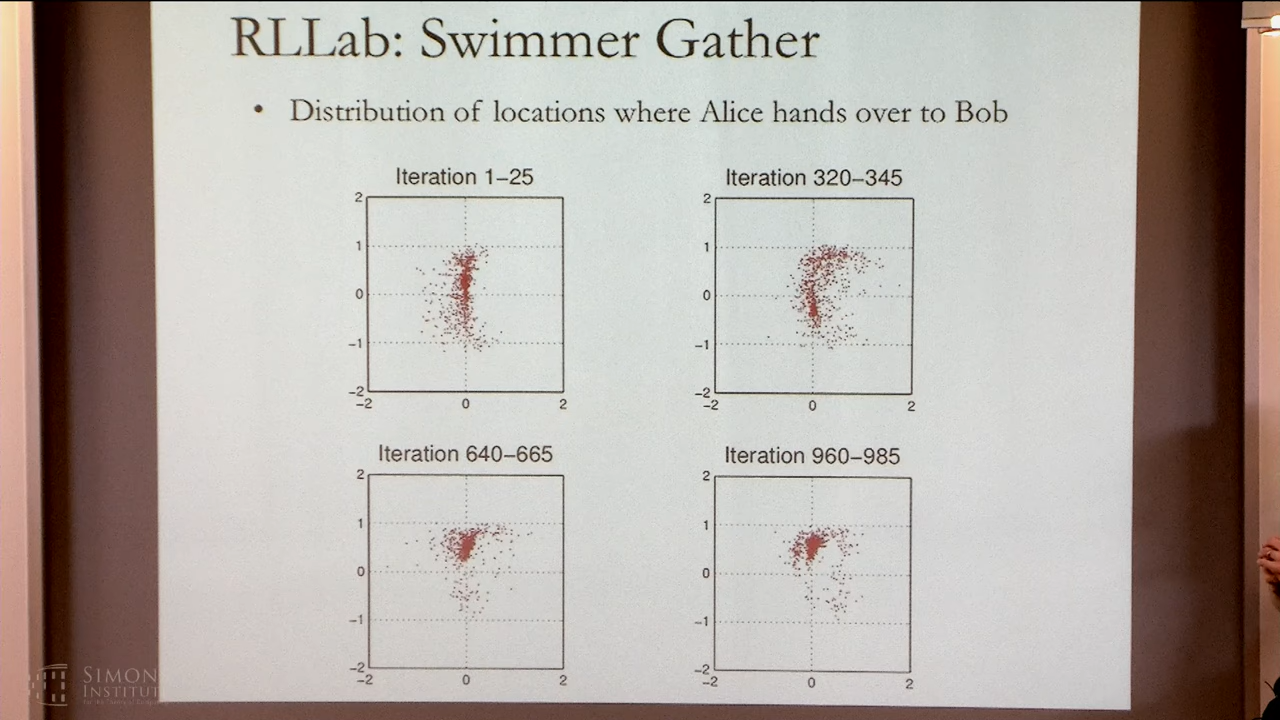 RLLab: Swimmer Gather
• Distribution of locations where Alice hands over to Bob
Iteration 1–25
2
1
0
−1
−2
−2 0 2
Iteration 320–345
2
1
0
−1
−2
−2 0 2
Iteration 640–665
2
1
0
−1
−2
−2 0 2
Iteration 960–985
2
1
0
−1
−2
−2 0 2
SIMON
INSTITUT